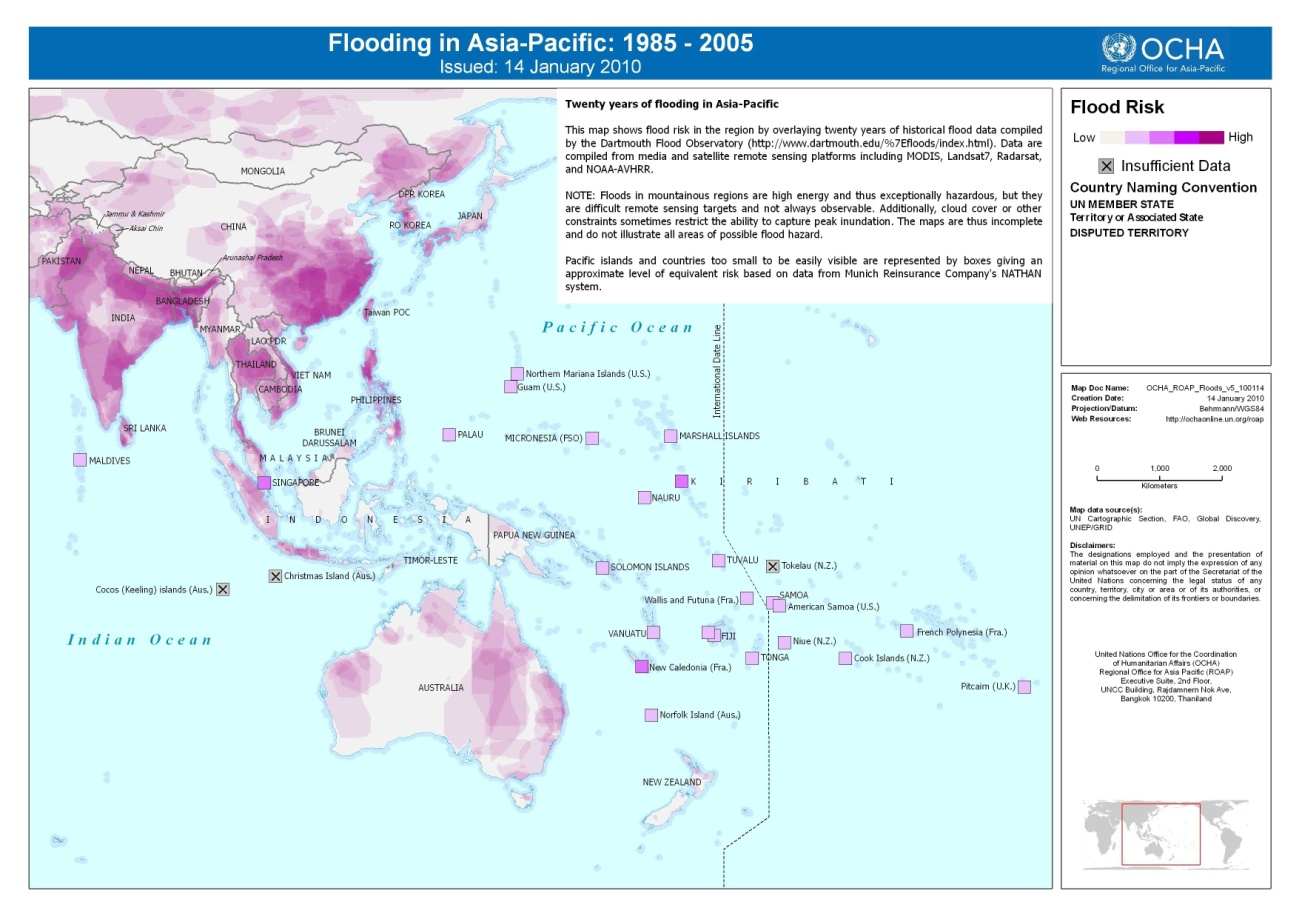 Flooding in Asia-Pacific: 1985 - 2005
Issued: 14 January 2010
OCHA
Regional Office for Asia-Pacific
Twenty years of flooding in Asia-Pacific
This map shows flood risk in the region by overlaying twenty years of historical flood data compiled
by the Dartmouth Flood Observatory (http://www.dartmouth.edu/%7Efloods/index.html). Data are
compiled from media and satellite remote sensing platforms including MODIS, Landsat7, Radarsat,
and NOAA-AVHRR.
NOTE: Floods in mountainous regions are high energy and thus exceptionally hazardous, but they
are difficult remote sensing targets and not always observable. Additionally, cloud cover or other
constraints sometimes restrict the ability to capture peak inundation. The maps are thus incomplete
and do not illustrate all areas of possible flood hazard.
Pacific islands and countries too small to be easily visible are represented by boxes giving an
approximate level of equivalent risk based on data from Munich Reinsurance Company's NATHAN
system.
MONGOLIA
DPR KOREA
JAPAN
RO KOREA
Jammu & Kashmir
Aksai Chin
CHINA
Arunashal Pradesh
PAKISTAN
NEPAL
BHUTAN
BANGLADESH
INDIA
MYANMAR
Taiwan POC
LAO PDR
THAILAND
VIET NAM
CAMBODIA
PHILIPPINES
SRI LANKA
BRUNEI
DARUSSALAM
MALAYSIA
MALDIVES
SINGAPORE
INDONESIA
PAPUA NEW GUINEA
TIMOR-LESTE
Pacific Ocean
International Date Line
Northern Mariana Islands (U.S.)
Guam (U.S.)
PALAU
MICRONESIA (FSO)
MARSHALL ISLANDS
KIRIBATI
NAURU
SOLOMON ISLANDS
TUVALU
Tokelau (N.Z.)
Christmas Island (Aus.)
Cocos (Keeling) islands (Aus.)
Wallis and Futuna (Fra.)
SAMOA
American Samoa (U.S.)
Indian Ocean
VANUATU
FIJI
Niue (N.Z.)
French Polynesia (Fra.)
TONGA
Cook Islands (N.Z.)
New Caledonia (Fra.)
Pitcairn (U.K.)
AUSTRALIA
Norfolk Island (Aus.)
NEW ZEALAND
Flood Risk
Low High
Insufficient Data
Country Naming Convention
UN MEMBER STATE
Territory or Associated State
DISPUTED TERRITORY
Map Doc Name: OCHA_ROAP_Floods_v5_100114
Creation Date: 14 January 2010
Projection/Datum: Behrmann/WGS84
Web Resources: http://ochaonline.un.org/roap
0 1,000 2,000
Kilometers
Map data source(s):
UN Cartographic Section, FAO, Global Discovery,
UNEP/GRID
Disclaimers:
The designations employed and the presentation of
material on this map do not imply the expression of any
opinion whatsoever on the part of the Secretariat of the
United Nations concerning the legal status of any
country, territory, city or area or of its authorities, or
concerning the delimitation of its frontiers or boundaries.
United Nations Office for the Coordination
of Humanitarian Affairs (OCHA)
Regional Office for Asia Pacific (ROAP)
Executive Suite, 2nd Floor,
UNCC Building, Rajdamnern Nok Ave,
Bangkok 10200, Thaniland